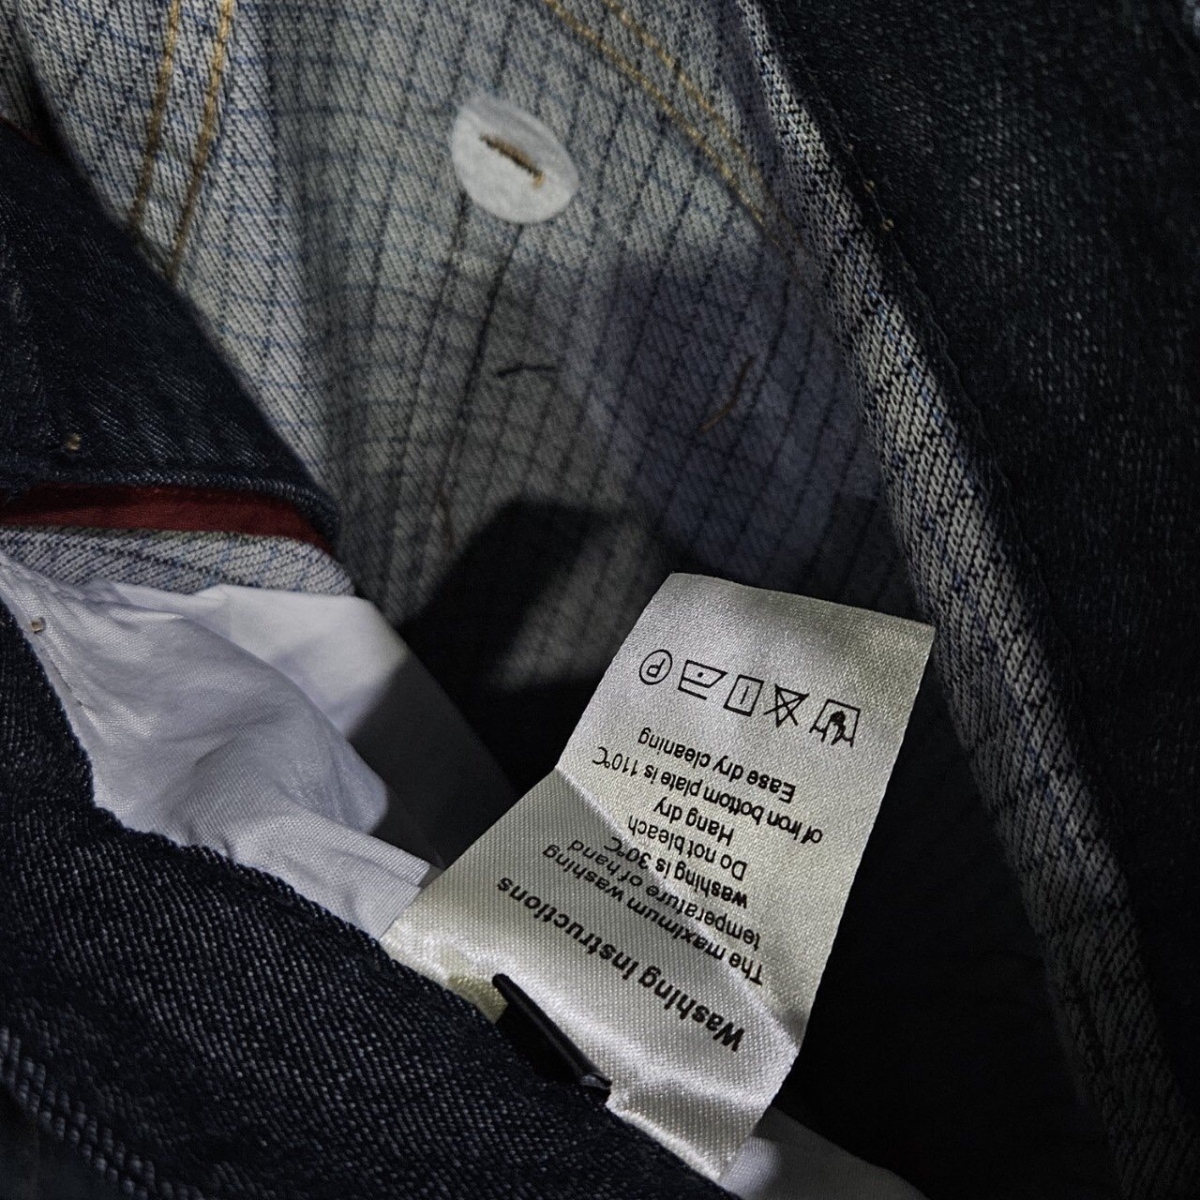 Washing Instructions
The maximum washing
temperature of hand
washing is 30℃
Do not bleach
Hang dry
of iron bottom plate is 110℃
Ease dry cleaning
P